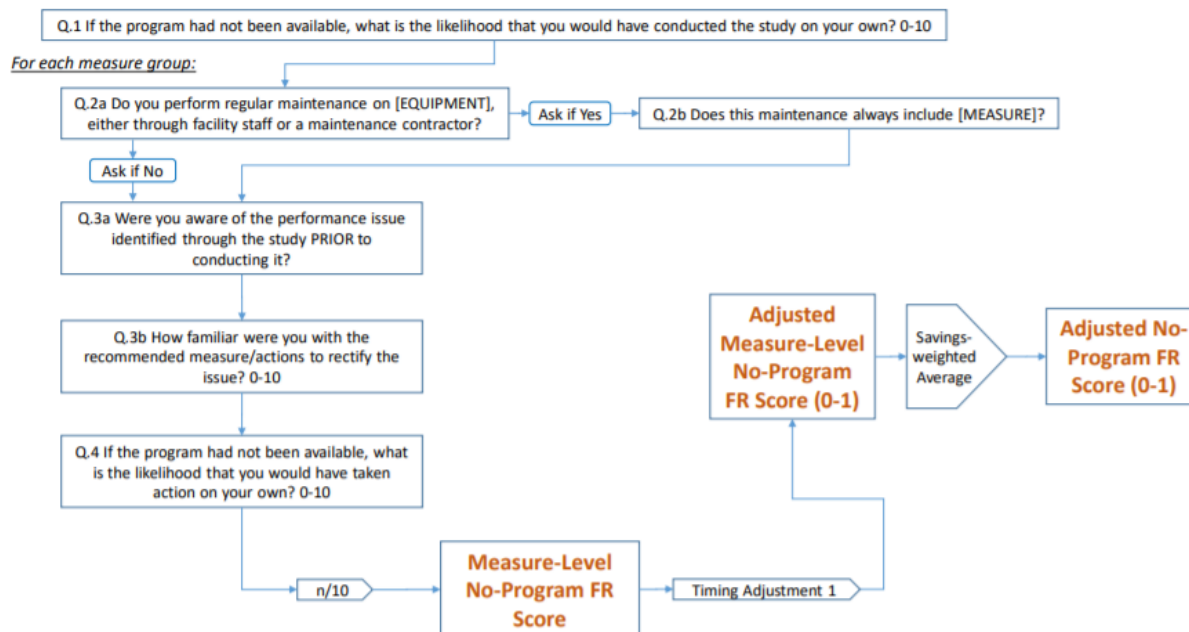 Q.1 If the program had not been available, what is the likelihood that you would have conducted the study on your own? 0-10
For each measure group:
Q.2a Do you perform regular maintenance on [EQUIPMENT],
either through facility staff or a maintenance contractor?
Ask if Yes
Q.2b Does this maintenance always include [MEASURE]?
Ask if No
Q.3a Were you aware of the performance issue
identified through the study PRIOR to
conducting it?
Q.3b How familiar were you with the
recommended measure/actions to rectify the
issue? 0-10
Q.4 If the program had not been available, what
is the likelihood that you would have taken
action on your own? 0-10
n/10
Measure-Level
No-Program FR
Score
Timing Adjustment 1
Adjusted
Measure-Level
No-Program
FR Score (0-1)
Savings-
weighted
Average
Adjusted No-
Program FR
Score (0-1)